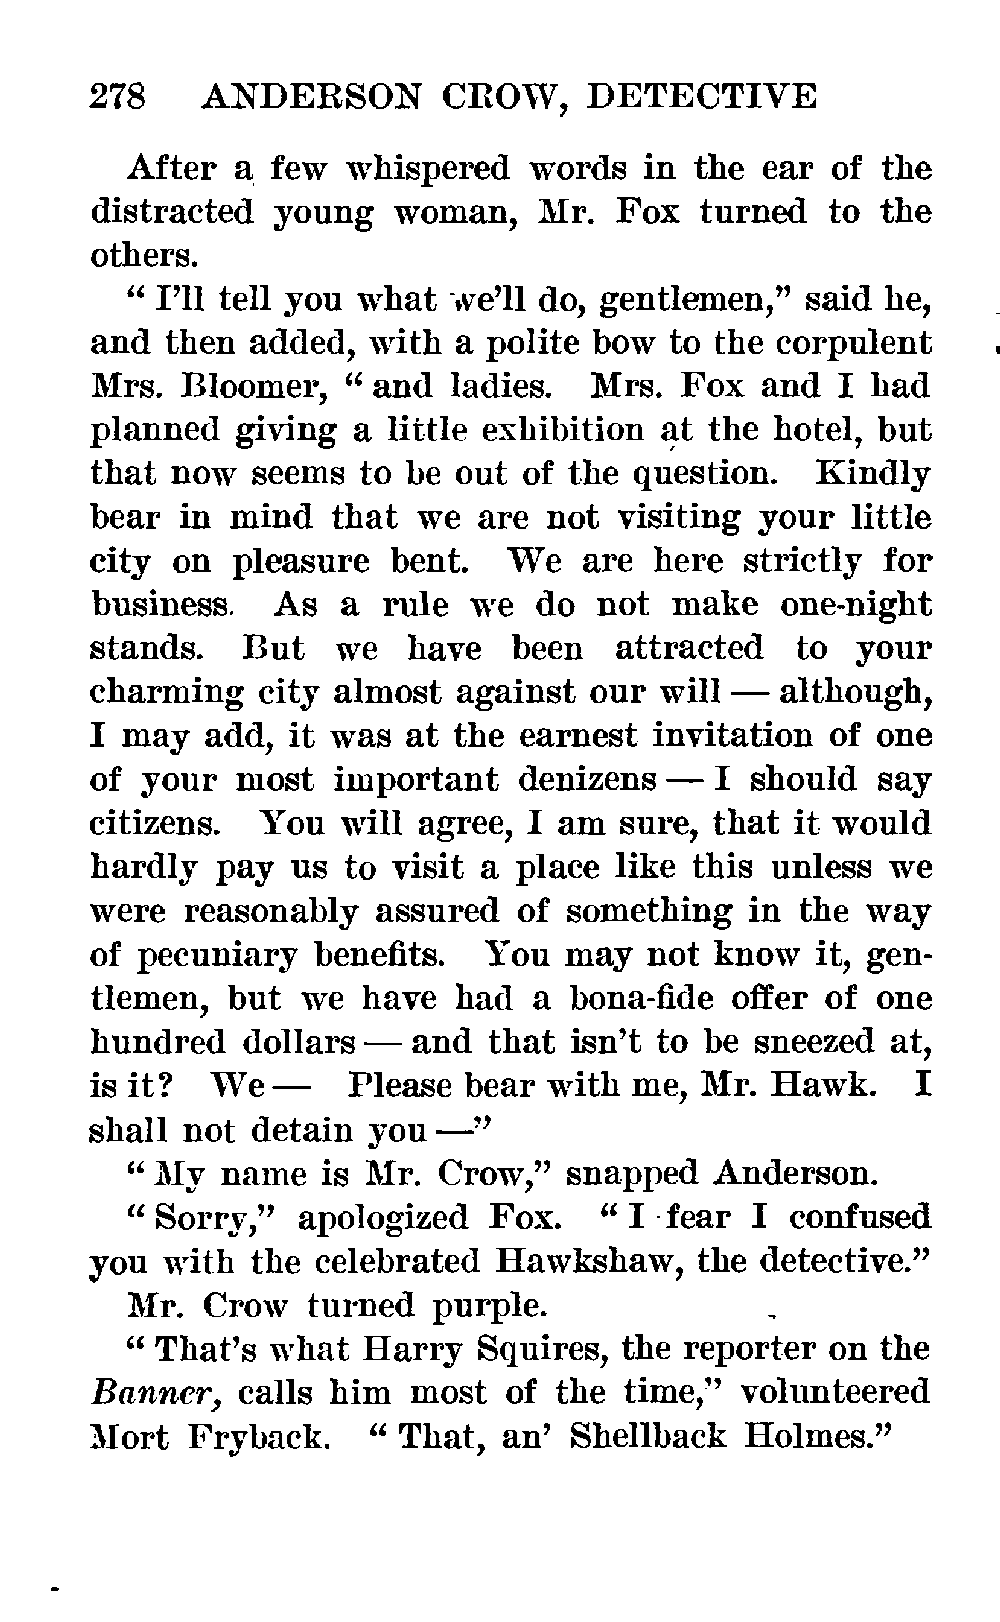 278 ANDERSON CROW, DETECTIVE
After a few whispered words in the ear of the
distracted young woman, Mr. Fox turned to the
others.
“ I’ll tell you what we’ll do, gentlemen,” said he,
and then added, with a polite bow to the corpulent
Mrs. Bloomer, “ and ladies. Mrs. Fox and I had
planned giving a little exhibition at the hotel, but
that now seems to be out of the question. Kindly
bear in mind that we are not visiting your little
city on pleasure bent. We are here strictly for
business. As a rule we do not make one-night
stands. But we have been attracted to your
charming city almost against our will — although,
I may add, it was at the earnest invitation of one
of your most important denizens — I should say
citizens. You will agree, I am sure, that it would
hardly pay us to visit a place like this unless we
were reasonably assured of something in the way
of pecuniary benefits. You may not know it, gen-
tlemen, but we have had a bona-fide offer of one
hundred dollars — and that isn’t to be sneezed at,
is it? We — Please bear with me, Mr. Hawk. I
shall not detain you —”
“ My name is Mr. Crow,” snapped Anderson.
“ Sorry,” apologized Fox. “ I fear I confused
you with the celebrated Hawkshaw, the detective.”
Mr. Crow turned purple.
“ That’s what Harry Squires, the reporter on the
Banner, calls him most of the time,” volunteered
Mort Fryback. “ That, an’ Shellback Holmes.”